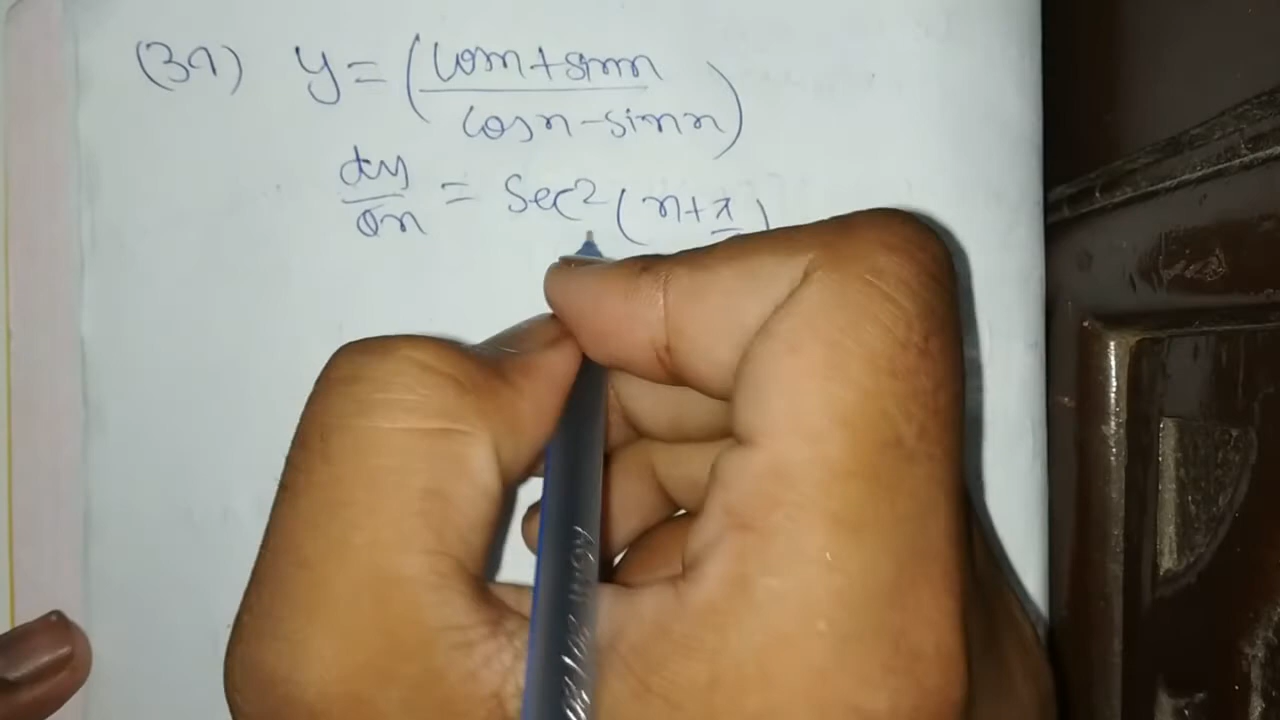 (37) y = (cosx + sinx / cosx - sinx)
dy/dx = Sec² (x + π